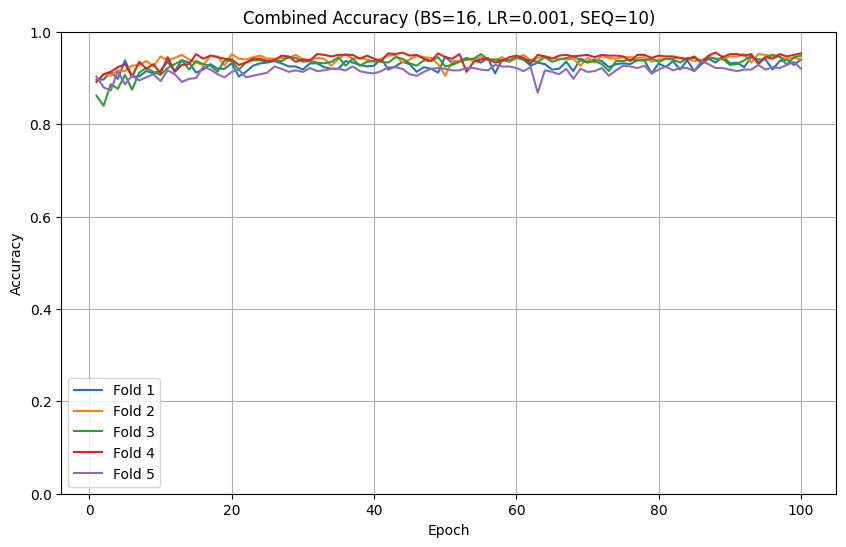 Combined Accuracy (BS=16, LR=0.001, SEQ=10)
1.0
0.8
0.6
0.4
0.2
0.0
Accuracy
Fold 1
Fold 2
Fold 3
Fold 4
Fold 5
0 20 40 60 80 100
Epoch